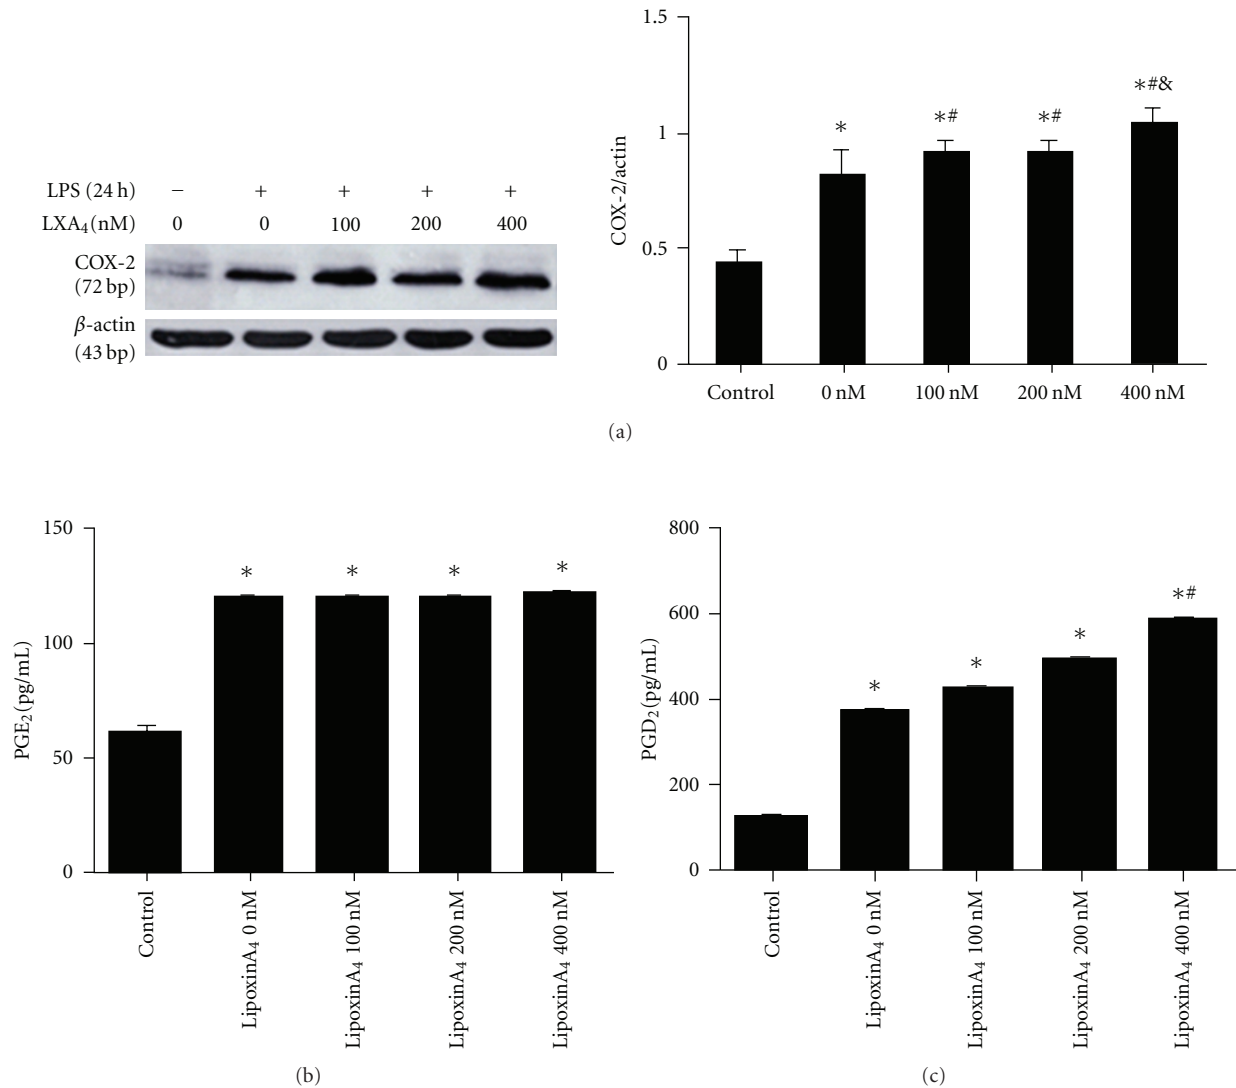 LPS (24 h) − + + + +
LXA4 (nM) 0 0 100 200 400
COX-2
(72 bp)
β-actin
(43 bp)
COX-2/actin
1.5
1
0.5
0
* *# *# *#&
Control 0 nM 100 nM 200 nM 400 nM
(a)
PGE2 (pg/mL)
150
100
50
0
* * * *
Control
LipoxinA4 0 nM
LipoxinA4 100 nM
LipoxinA4 200 nM
LipoxinA4 400 nM
(b)
PGD2 (pg/mL)
800
600
400
200
0
* * * *#
Control
LipoxinA4 0 nM
LipoxinA4 100 nM
LipoxinA4 200 nM
LipoxinA4 400 nM
(c)